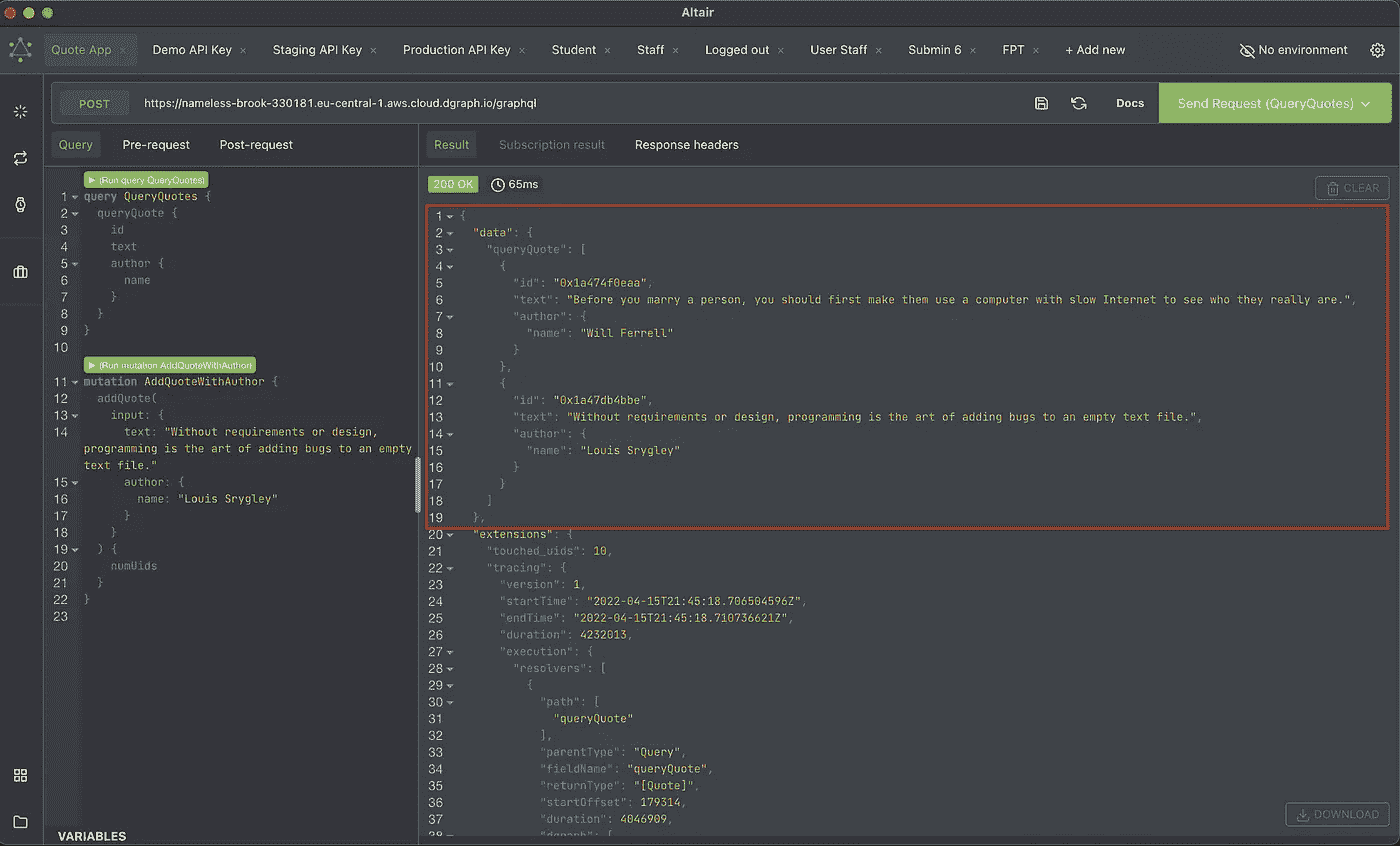 Altair
Quote App × Demo API Key × Staging API Key × Production API Key × Student × Staff × Logged out × User Staff × Submin 6 × FPT × + Add new No environment
POST https://nameless-brook-330181.eu-central-1.aws.cloud.dgraph.io/graphql Docs Send Request (QueryQuotes)
Query Pre-request Post-request
▶ (Run query QueryQuotes)
1 query QueryQuotes {
2 queryQuote {
3 id
4 text
5 author {
6 name
7 }
8 }
9 }
10
▶ (Run mutation AddQuoteWithAuthor)
11 mutation AddQuoteWithAuthor {
12 addQuote(
13 input: {
14 text: "Without requirements or design,
programming is the art of adding bugs to an empty
text file."
15 author: {
16 name: "Louis Srygley"
17 }
18 }
19 ) {
20 numUids
21 }
22 }
23
VARIABLES
Result Subscription result Response headers
200 OK 65ms
CLEAR
1 {
2 "data": {
3 "queryQuote": [
4 {
5 "id": "0x1a474f0eaa",
6 "text": "Before you marry a person, you should first make them use a computer with slow Internet to see who they really are.",
7 "author": {
8 "name": "Will Ferrell"
9 }
10 },
11 {
12 "id": "0x1a47db4bbe",
13 "text": "Without requirements or design, programming is the art of adding bugs to an empty text file.",
14 "author": {
15 "name": "Louis Srygley"
16 }
17 }
18 ]
19 },
20 "extensions": {
21 "touched_uids": 10,
22 "tracing": {
23 "version": 1,
24 "startTime": "2022-04-15T21:45:18.706504596Z",
25 "endTime": "2022-04-15T21:45:18.710736621Z",
26 "duration": 4232013,
27 "execution": {
28 "resolvers": [
29 {
30 "path": [
31 "queryQuote"
32 ],
33 "parentType": "Query",
34 "fieldName": "queryQuote",
35 "returnType": "[Quote]",
36 "startOffset": 179314,
37 "duration": 4046909,
38 "dgraph": [
DOWNLOAD